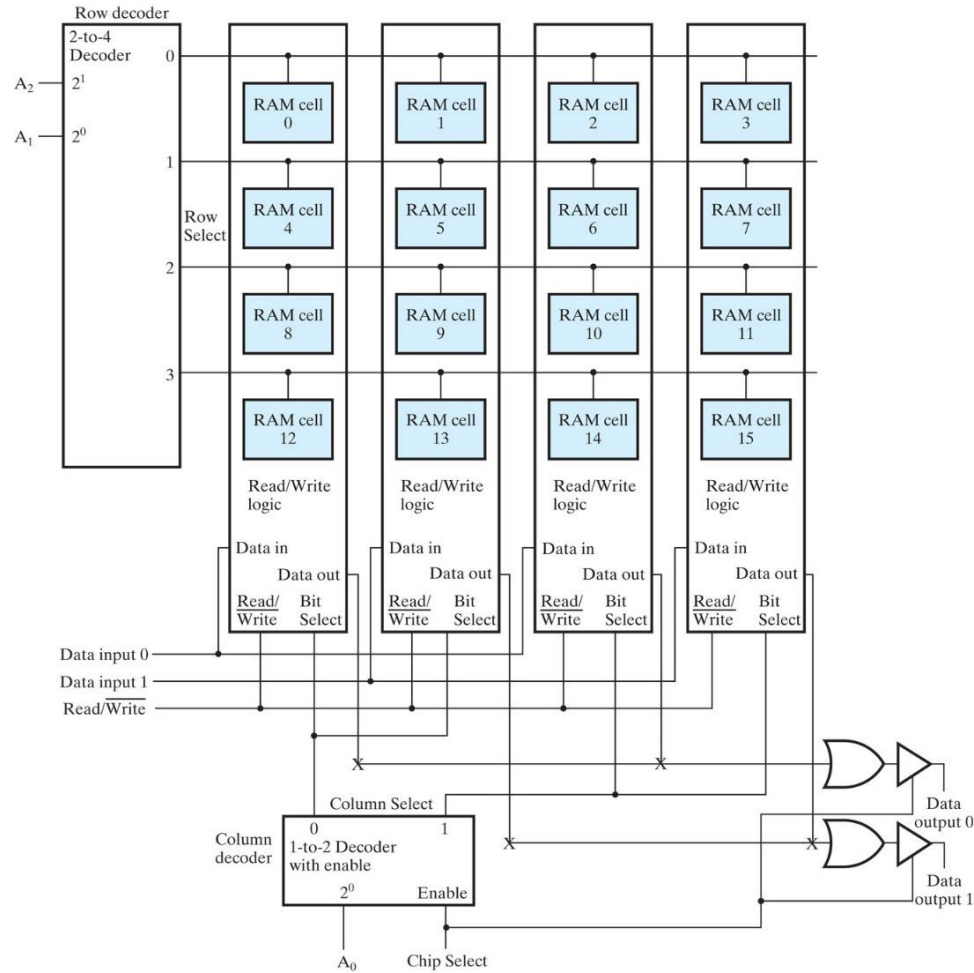 Row decoder
2-to-4
Decoder
A₂
2¹
A₁
2⁰
0
1
2
3
Row
Select
RAM cell
0
RAM cell
1
RAM cell
2
RAM cell
3
RAM cell
4
RAM cell
5
RAM cell
6
RAM cell
7
RAM cell
8
RAM cell
9
RAM cell
10
RAM cell
11
RAM cell
12
RAM cell
13
RAM cell
14
RAM cell
15
Read/Write
logic
Read/Write
logic
Read/Write
logic
Read/Write
logic
Data in
Data out
Read/
Write
Bit
Select
Data in
Data out
Read/
Write
Bit
Select
Data in
Data out
Read/
Write
Bit
Select
Data in
Data out
Read/
Write
Bit
Select
Data input 0
Data input 1
Read/Write
X
X
X
X
Column Select
Column
decoder
0
1
1-to-2 Decoder
with enable
2⁰
Enable
A₀
Chip Select
Data
output 0
Data
output 1